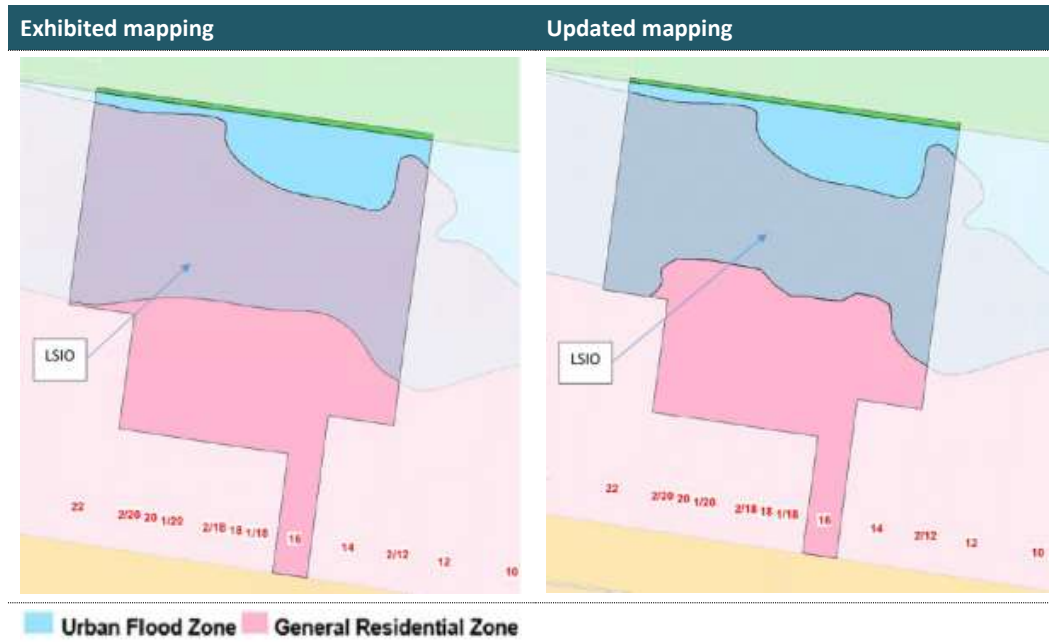 Exhibited mapping
Updated mapping
LSIO
22 2/20 20 1/20 2/18 18 1/18 16 14 2/12 12 10
LSIO
22 2/20 20 1/20 2/18 18 1/18 16 14 2/12 12 10
Urban Flood Zone General Residential Zone